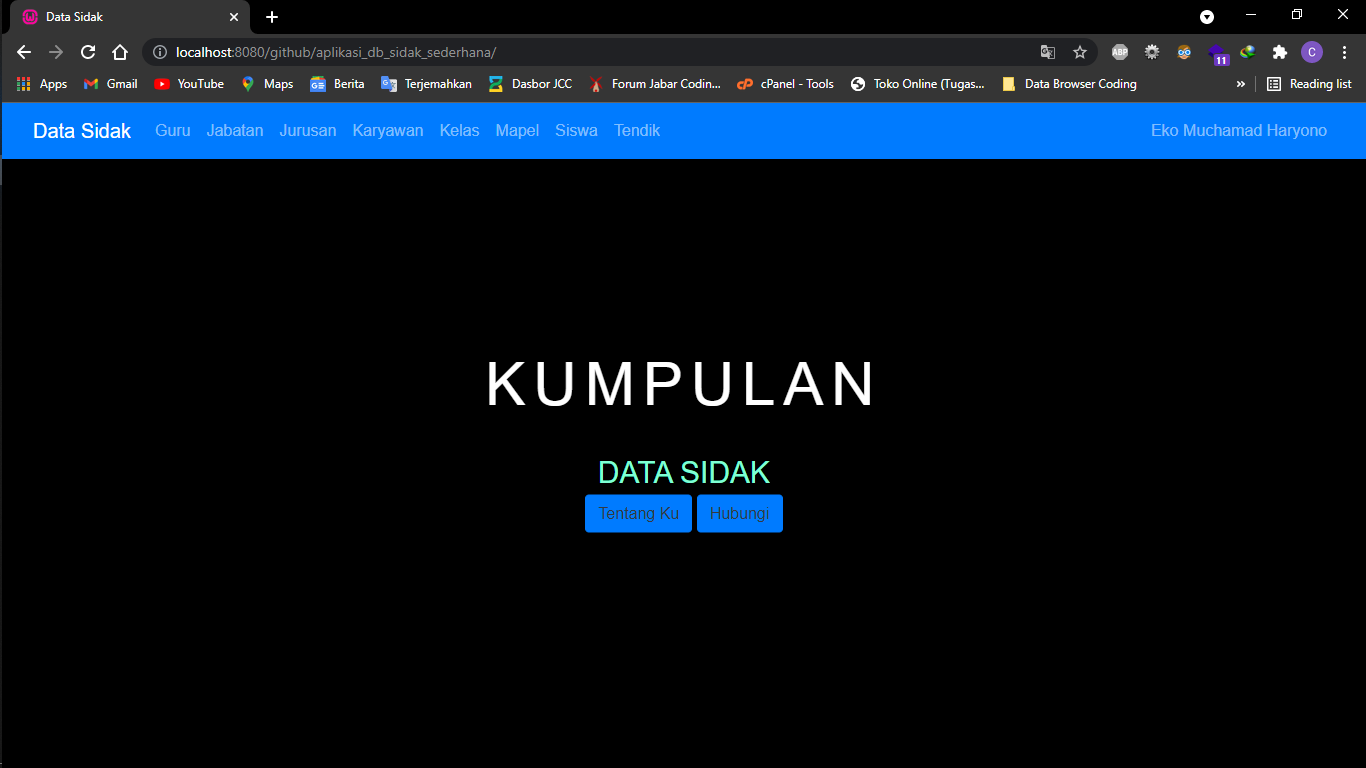 Data Sidak
localhost:8080/github/aplikasi_db_sidak_sederhana/
ABP
11
C
Apps Gmail YouTube Maps Berita Terjemahkan Dasbor JCC Forum Jabar Codin... cPanel - Tools Toko Online (Tugas... Data Browser Coding » Reading list
Data Sidak Guru Jabatan Jurusan Karyawan Kelas Mapel Siswa Tendik Eko Muchamad Haryono
KUMPULAN
DATA SIDAK
Tentang Ku Hubungi